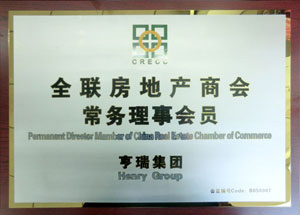 CRECC
全联房地产商会
常务理事会员
Permanent Director Member of China Real Estate Chamber of Commerce
亨瑞集团
Henry Group